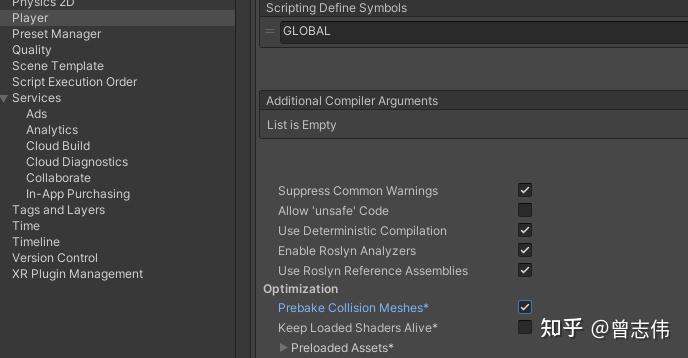 Physics 2D
Player
Preset Manager
Quality
Scene Template
Script Execution Order
Services
Ads
Analytics
Cloud Build
Cloud Diagnostics
Collaborate
In-App Purchasing
Tags and Layers
Time
Timeline
Version Control
XR Plugin Management
Scripting Define Symbols
GLOBAL
Additional Compiler Arguments
List is Empty
Suppress Common Warnings
Allow 'unsafe' Code
Use Deterministic Compilation
Enable Roslyn Analyzers
Use Roslyn Reference Assemblies
Optimization
Prebake Collision Meshes*
Keep Loaded Shaders Alive*
Preloaded Assets*
知乎 @曾志伟